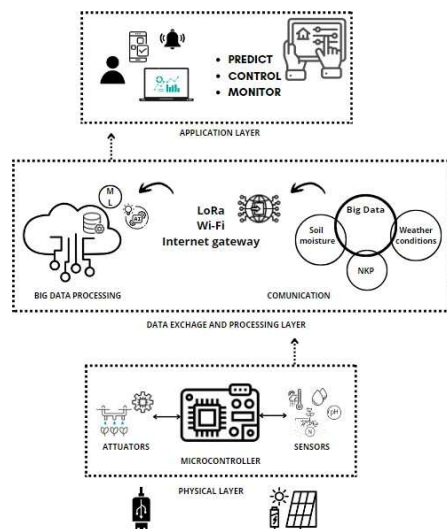 PREDICT
CONTROL
MONITOR
APPLICATION LAYER
M
L
LoRa
Wi-Fi
Internet gateway
Big Data
Soil
moisture
Weather
conditions
NKP
BIG DATA PROCESSING
COMUNICATION
DATA EXCHAGE AND PROCESSING LAYER
pH
N
ATTUATORS
SENSORS
MICROCONTROLLER
PHYSICAL LAYER